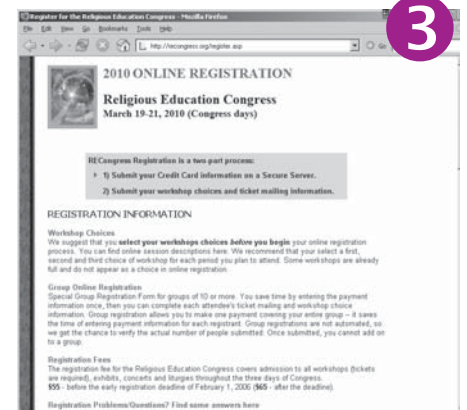 Register for the Religious Education Congress - Mozilla Firefox
3
File Edit View Go Bookmarks Tools Help
http://recongress.org/register.asp
2010 ONLINE REGISTRATION
Religious Education Congress
March 19-21, 2010 (Congress days)
RECongress Registration is a two-part process:
1) Submit your Credit Card information on a Secure Server.
2) Submit your workshop choices and ticket mailing information.
REGISTRATION INFORMATION
Workshop Choices
We suggest that you select your workshops choices before you begin your online registration
process. You can find online session descriptions here. We recommend that your select a first,
second and third choice of workshop for each period you plan to attend. Some workshops are already
full and do not appear as a choice in online registration.
Group Online Registration
Special Group Registration Form for groups of 10 or more. You save time by entering the payment
information once, then you can complete each attendee's ticket mailing and workshop choice
information. Group registration allows you to make one payment covering your entire group – it saves
the time of entering payment information for each registrant. Group registrations are not automated, so
we get the chance to verify the actual number of people submitted. Once submitted, you cannot add on
to a group.
Registration Fees
The registration fee for the Religious Education Congress covers admission to all workshops (tickets
are required), exhibits, concerts and liturgies throughout the three days of Congress.
$55 - before the early registration deadline of February 1, 2006 ($65 - after the deadline).
Registration Problems/Questions? Find some answers here